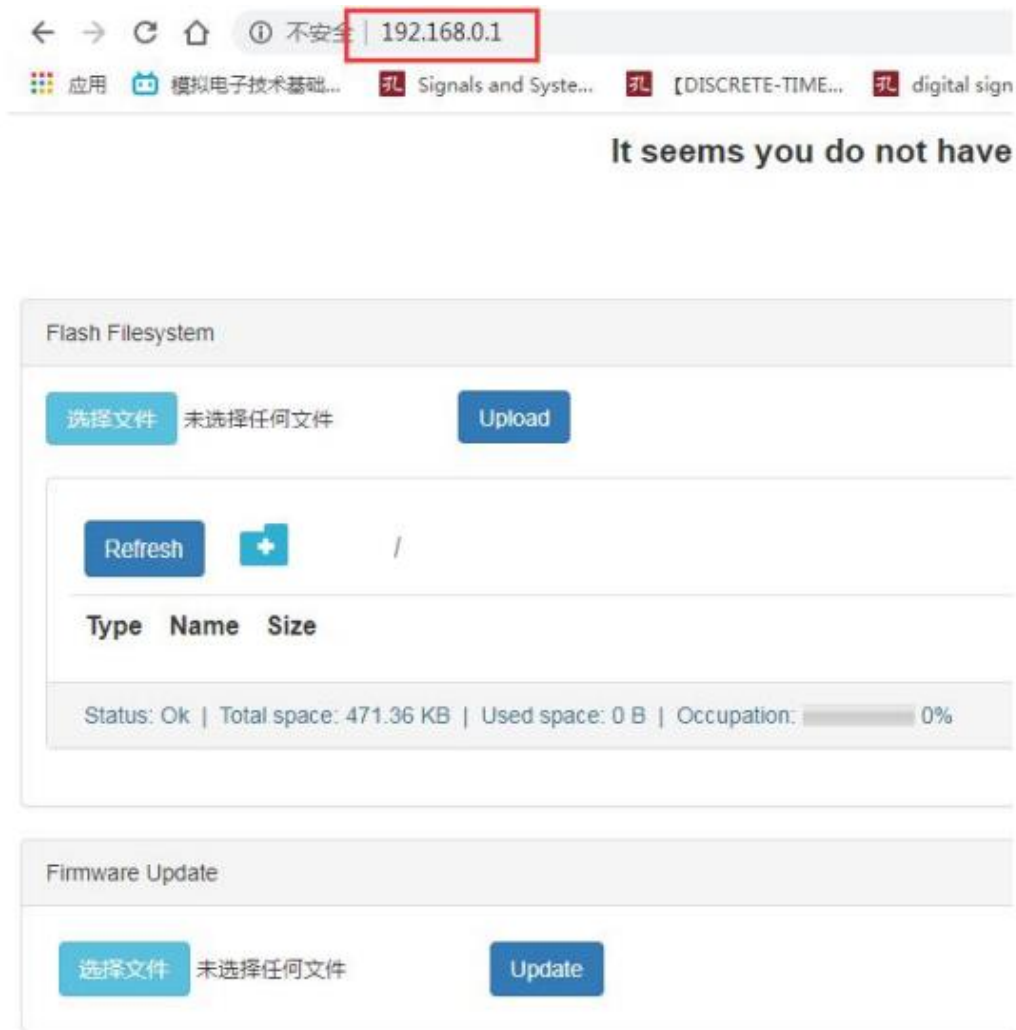 不安全 | 192.168.0.1
应用 模拟电子技术基础... Signals and Syste... 【DISCRETE-TIME... digital sign
It seems you do not have
Flash Filesystem
选择文件 未选择任何文件 Upload
Refresh /
Type Name Size
Status: Ok | Total space: 471.36 KB | Used space: 0 B | Occupation: 0%
Firmware Update
选择文件 未选择任何文件 Update